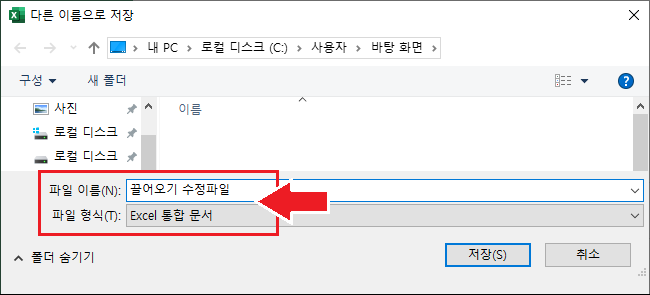 다른 이름으로 저장
내 PC > 로컬 디스크 (C:) > 사용자 > 바탕 화면 >
구성 새 폴더
사진
이름
로컬 디스크
로컬 디스크
파일 이름(N): 끌어오기 수정파일
파일 형식(T): Excel 통합 문서
폴더 숨기기
저장(S) 취소